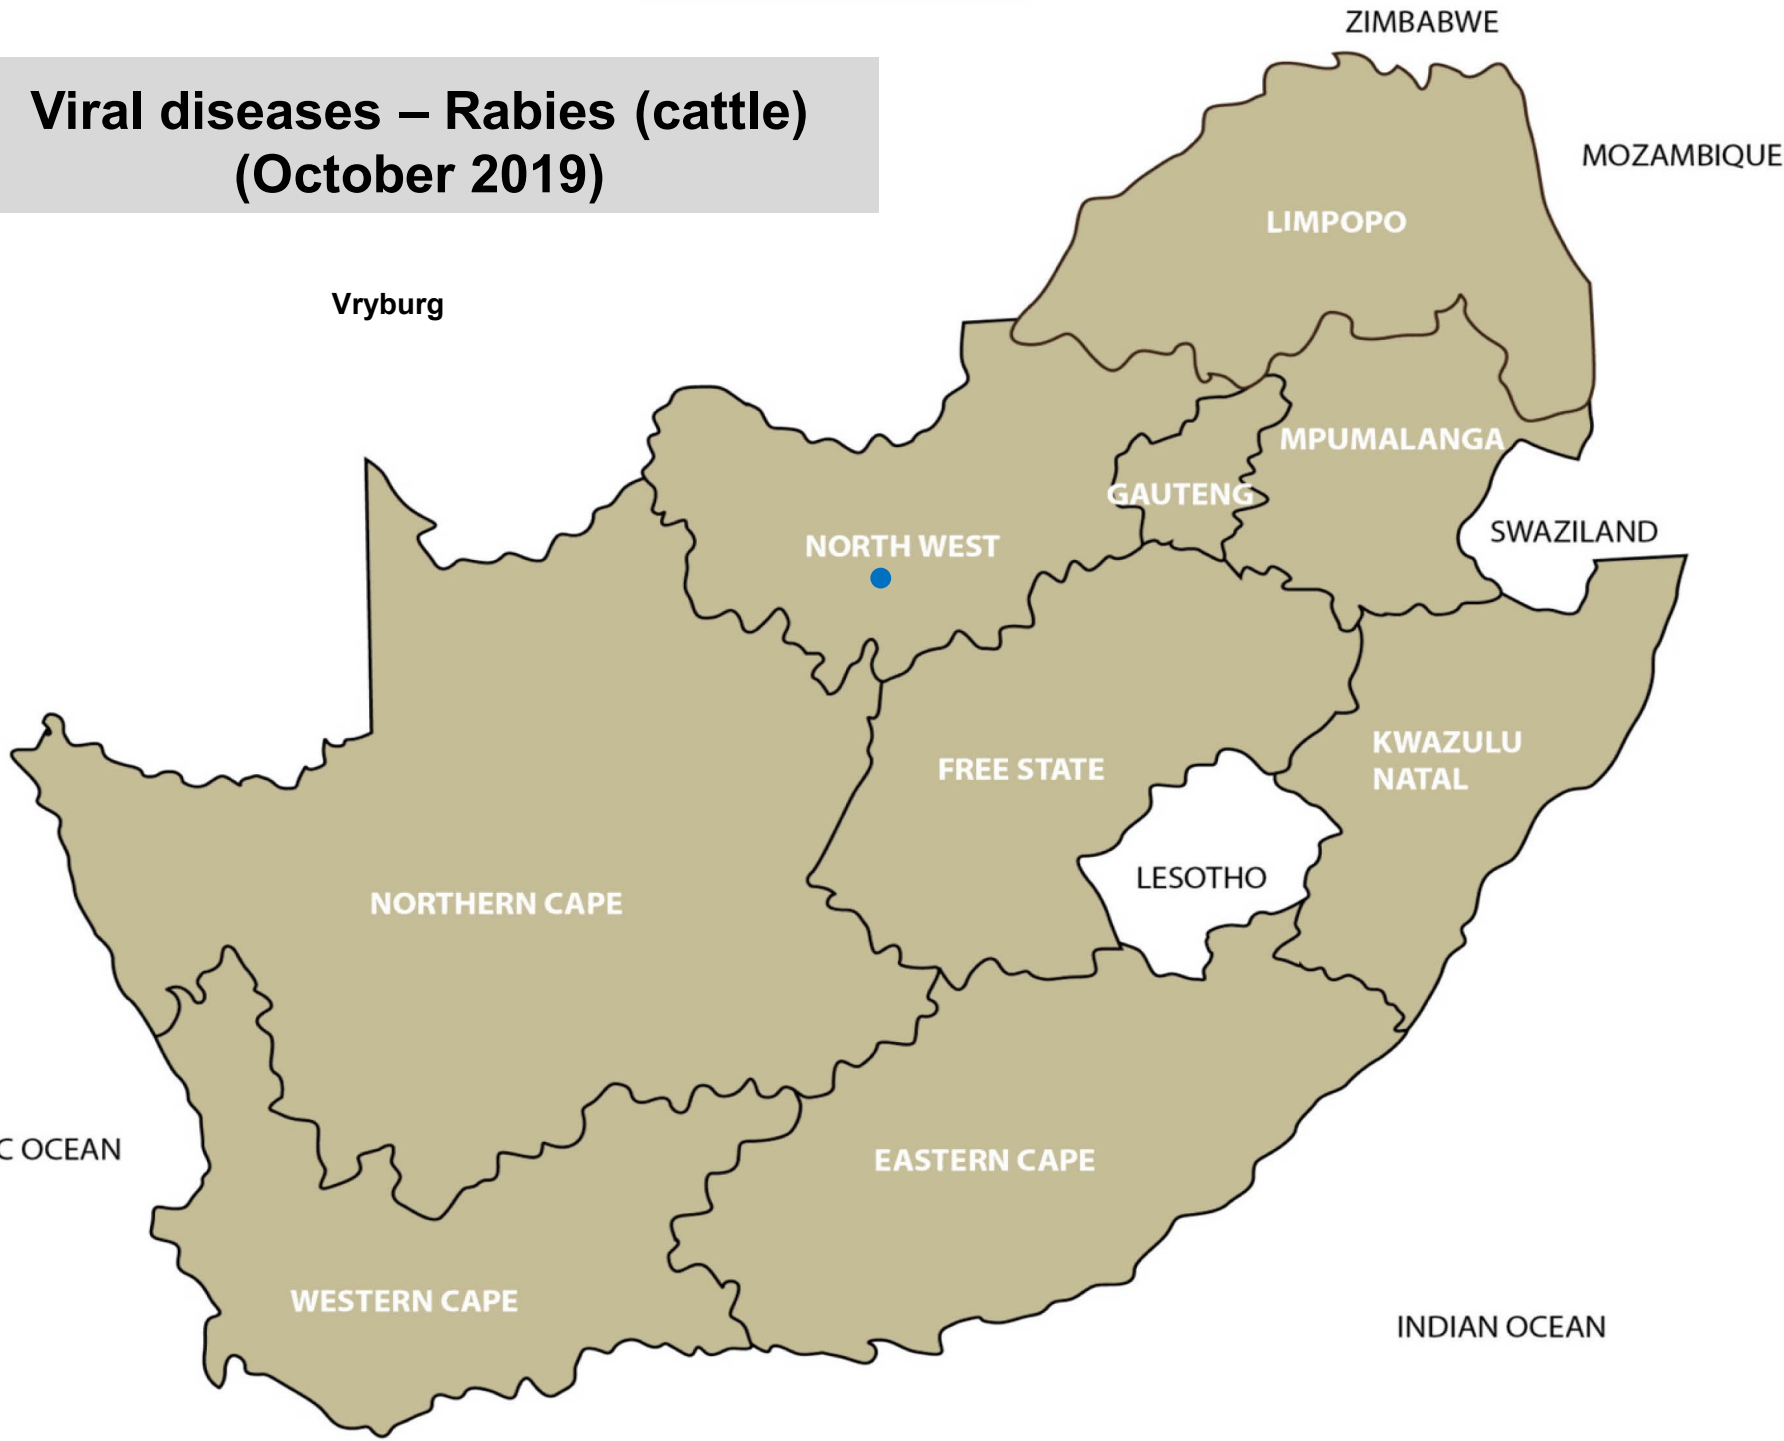 ZIMBABWE
Viral diseases – Rabies (cattle)
(October 2019)
MOZAMBIQUE
LIMPOPO
Vryburg
MPUMALANGA
GAUTENG
SWAZILAND
NORTH WEST
KWAZULU
NATAL
FREE STATE
LESOTHO
NORTHERN CAPE
C OCEAN
EASTERN CAPE
WESTERN CAPE
INDIAN OCEAN